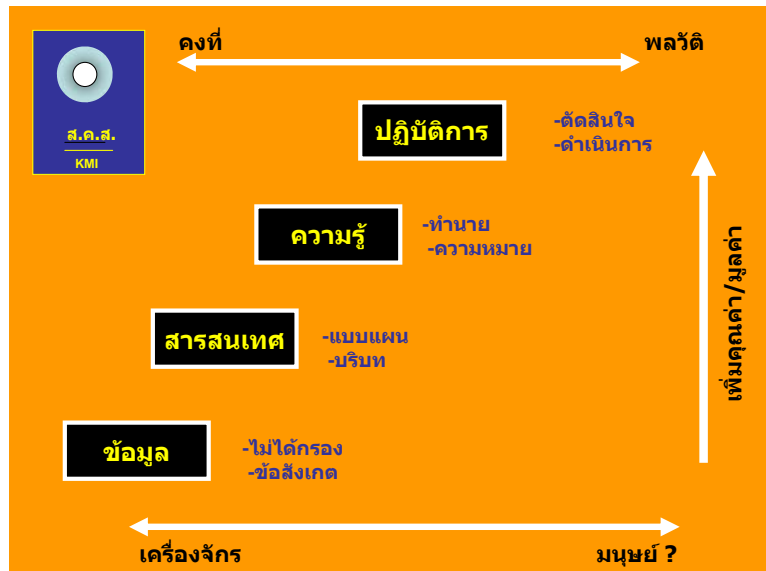 คงที่
พลวัติ
ส.ค.ส.
KMI
ปฏิบัติการ
-ตัดสินใจ
-ดำเนินการ
ความรู้
-ทำนาย
-ความหมาย
เพิ่มคุณค่า/มูลค่า
สารสนเทศ
-แบบแผน
-บริบท
ข้อมูล
-ไม่ได้กรอง
-ข้อสังเกต
เครื่องจักร
มนุษย์ ?